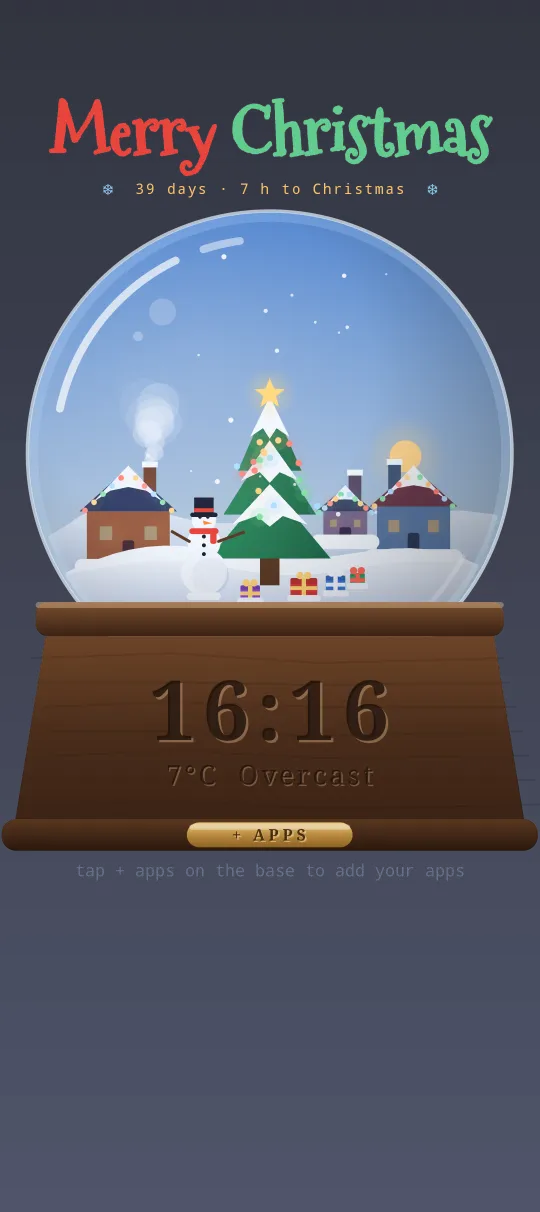 Merry Christmas
❄ 39 days · 7 h to Christmas ❄
16:16
7°C Overcast
+ APPS
tap + apps on the base to add your apps